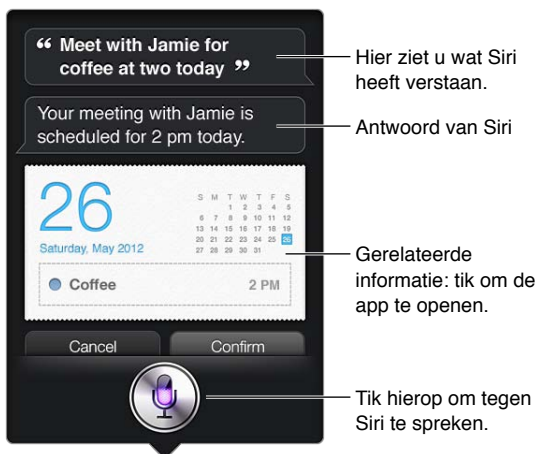 “ Meet with Jamie for
coffee at two today ”
Hier ziet u wat Siri
heeft verstaan.
Your meeting with Jamie is
scheduled for 2 pm today.
Antwoord van Siri
26
Saturday, May 2012
S M T W T F S
1 2 3 4 5
6 7 8 9 10 11 12
13 14 15 16 17 18 19
20 21 22 23 24 25 26
27 28 29 30 31
Gerelateerde
informatie: tik om de
app te openen.
Coffee 2 PM
Cancel Confirm
Tik hierop om tegen
Siri te spreken.